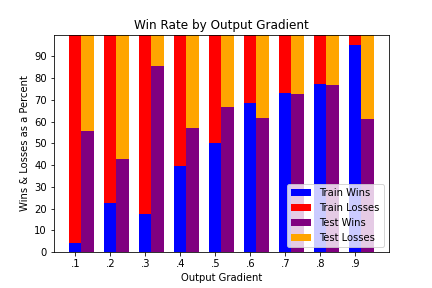 Win Rate by Output Gradient
Wins & Losses as a Percent
90
80
70
60
50
40
30
20
10
0
.1 .2 .3 .4 .5 .6 .7 .8 .9
Output Gradient
Train Wins
Train Losses
Test Wins
Test Losses